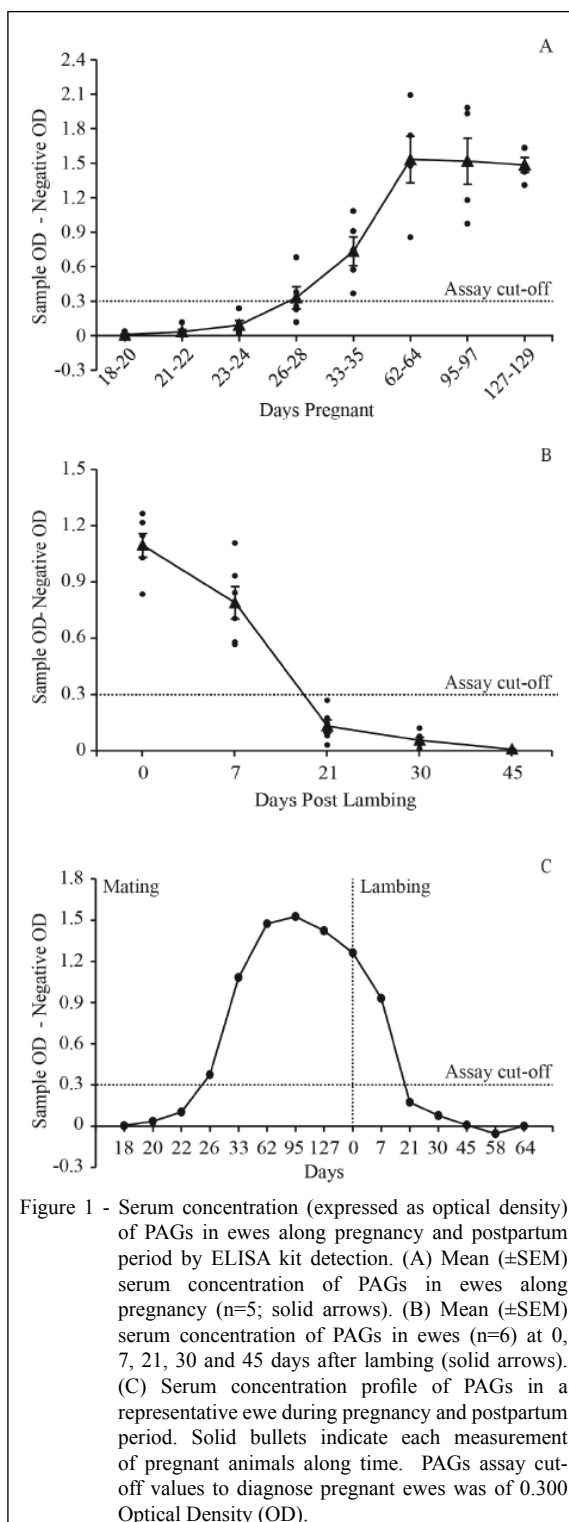 A
2.1
1.8
1.5
1.2
0.9
0.6
0.3
0
-0.3
Sample OD - Negative OD
Assay cut-off
18-20 21-22 23-24 26-28 33-35 62-64 95-97 127-129
Days Pregnant
B
1.5
1.2
0.9
0.6
0.3
0
Sample OD-Negative OD
Assay cut-off
0 7 21 30 45
Days Post Lambing
C
1.8
1.5
1.2
0.9
0.6
0.3
0
-0.3
Sample OD - Negative OD
Mating Lambing
Assay cut-off
18 20 22 26 33 62 95 127 0 7 21 30 45 58 64
Days
Figure 1 - Serum concentration (expressed as optical density)
of PAGs in ewes along pregnancy and postpartum
period by ELISA kit detection. (A) Mean (±SEM)
serum concentration of PAGs in ewes along
pregnancy (n=5; solid arrows). (B) Mean (±SEM)
serum concentration of PAGs in ewes (n=6) at 0,
7, 21, 30 and 45 days after lambing (solid arrows).
(C) Serum concentration profile of PAGs in a
representative ewe during pregnancy and postpartum
period. Solid bullets indicate each measurement
of pregnant animals along time. PAGs assay cut-
off values to diagnose pregnant ewes was of 0.300
Optical Density (OD).